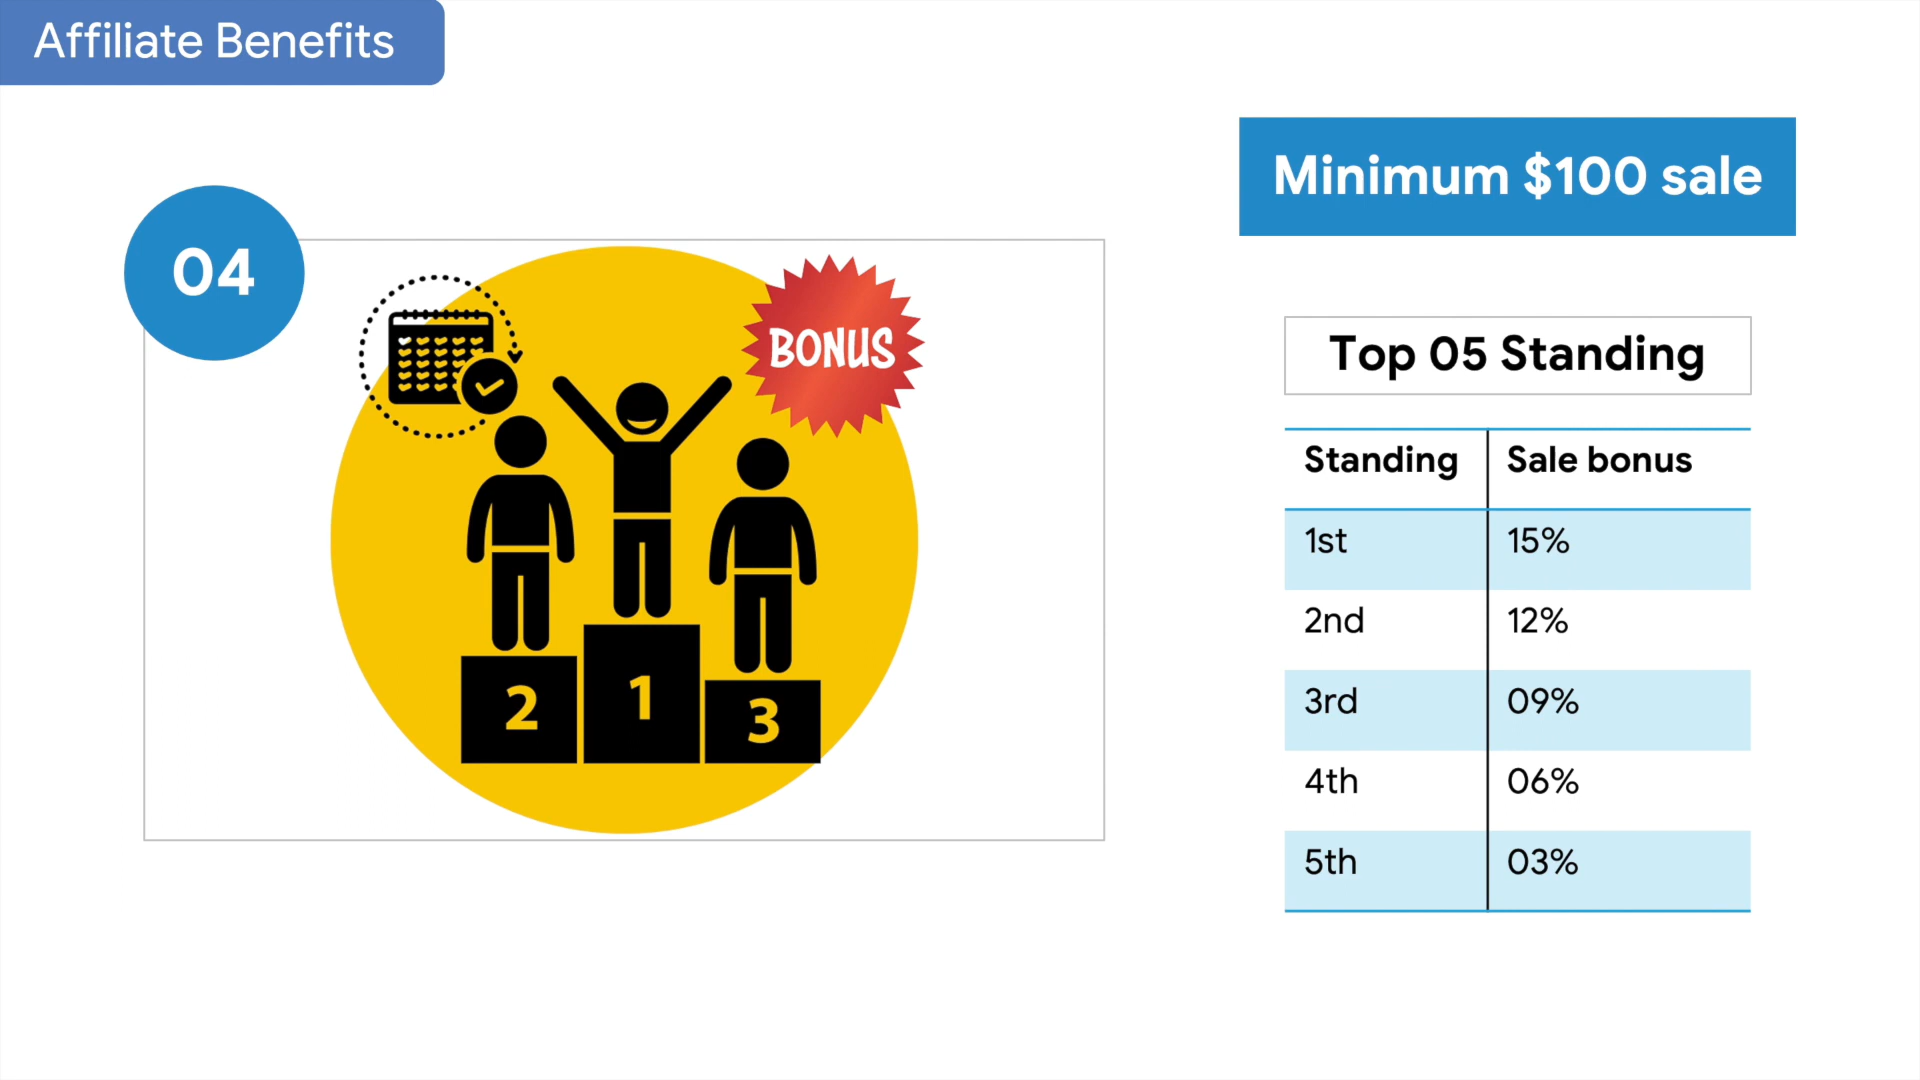 Affiliate Benefits
Minimum $100 sale
04
BONUS
2
1
3
Top 05 Standing
Standing Sale bonus
1st 15%
2nd 12%
3rd 09%
4th 06%
5th 03%